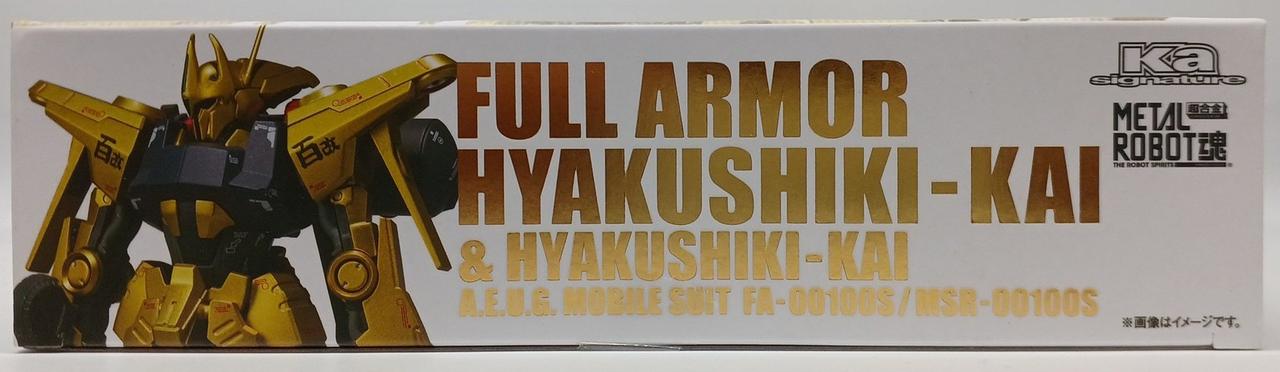 FULL ARMOR
HYAKUSHIKI-KAI
& HYAKUSHIKI-KAI
A.E.U.G. MOBILE SUIT FA-00100S/MSR-00100S
Ka
signature
METAL 超合金
ROBOT魂
THE ROBOT SPIRITS
※画像はイメージです。
百改
百改